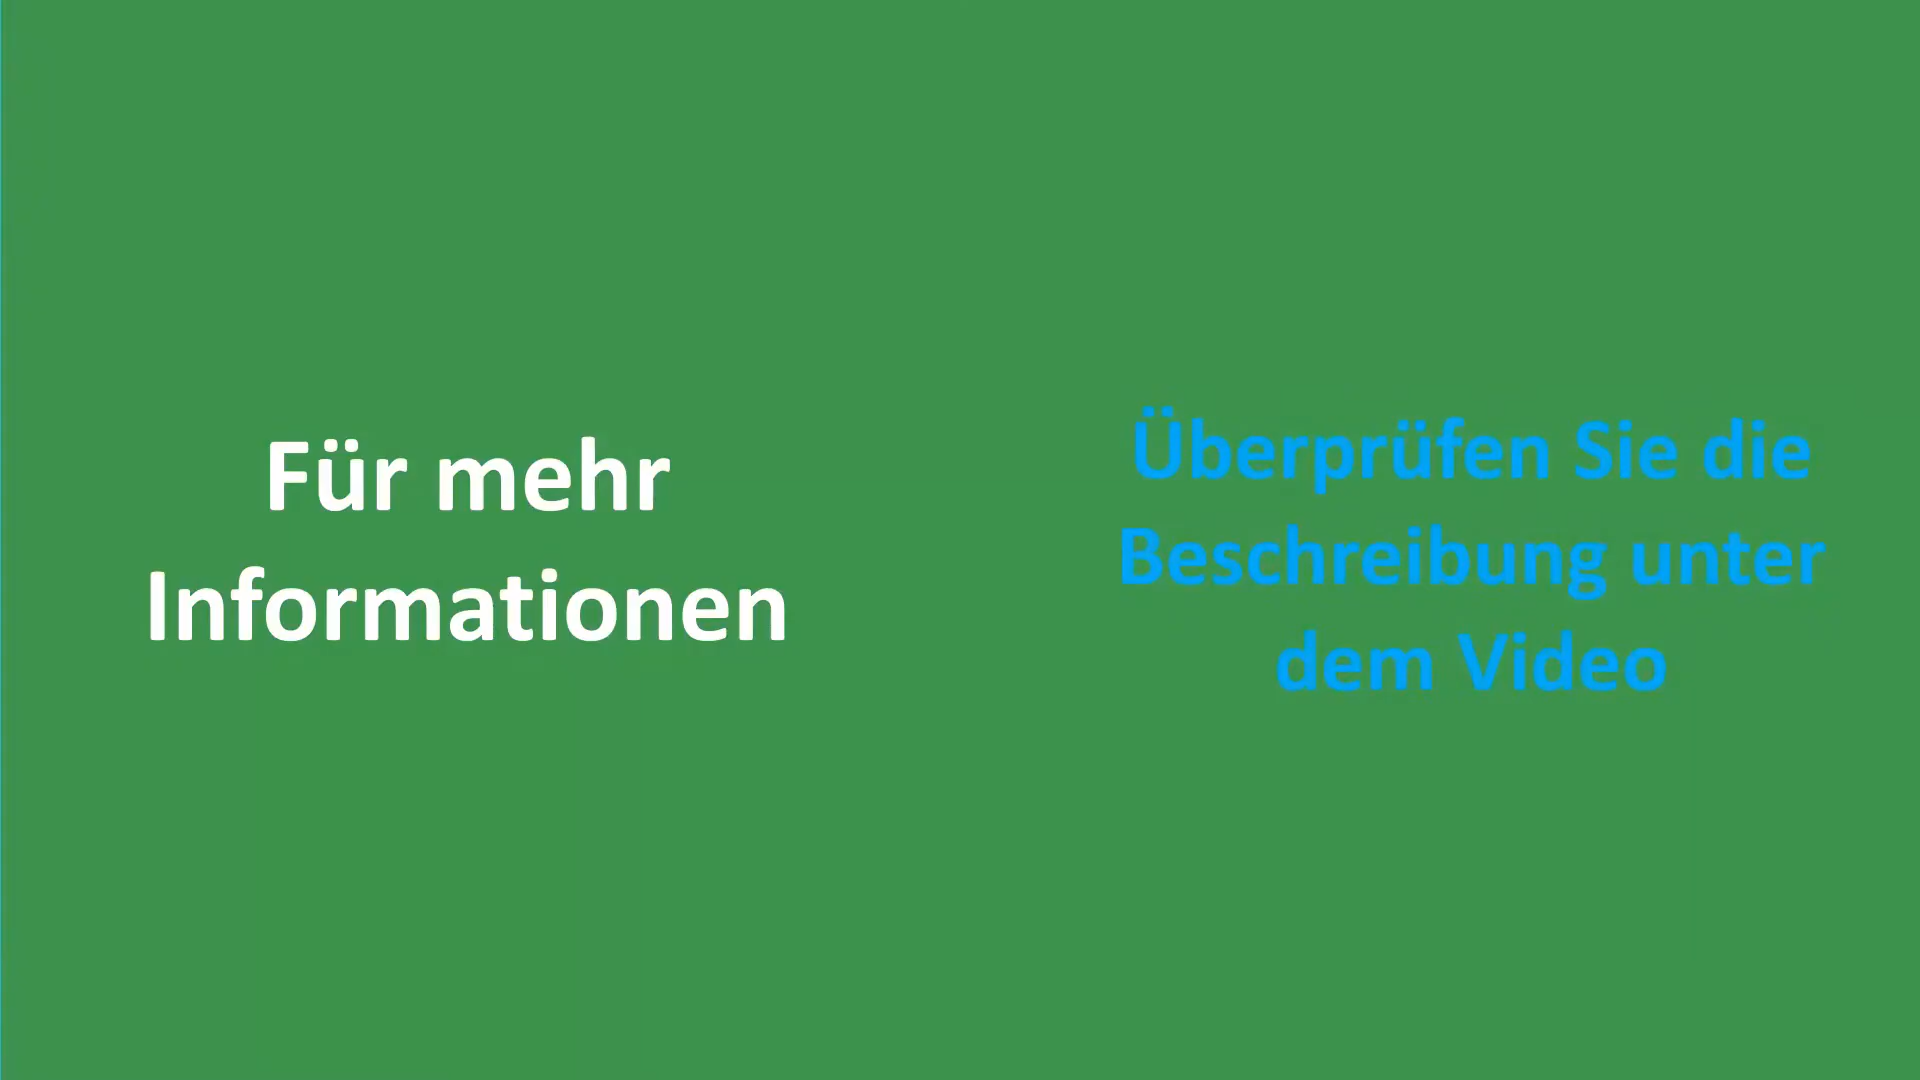 Für mehr
Informationen
Überprüfen Sie die
Beschreibung unter
dem Video